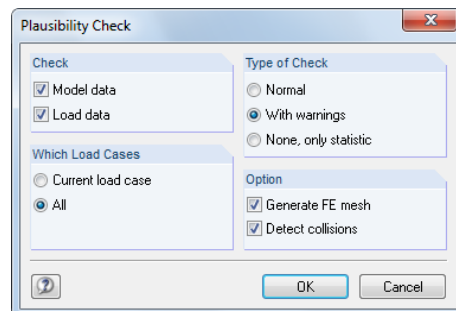 Plausibility Check
Check
Model data
Load data
Which Load Cases
Current load case
All
Type of Check
Normal
With warnings
None, only statistic
Option
Generate FE mesh
Detect collisions
OK
Cancel